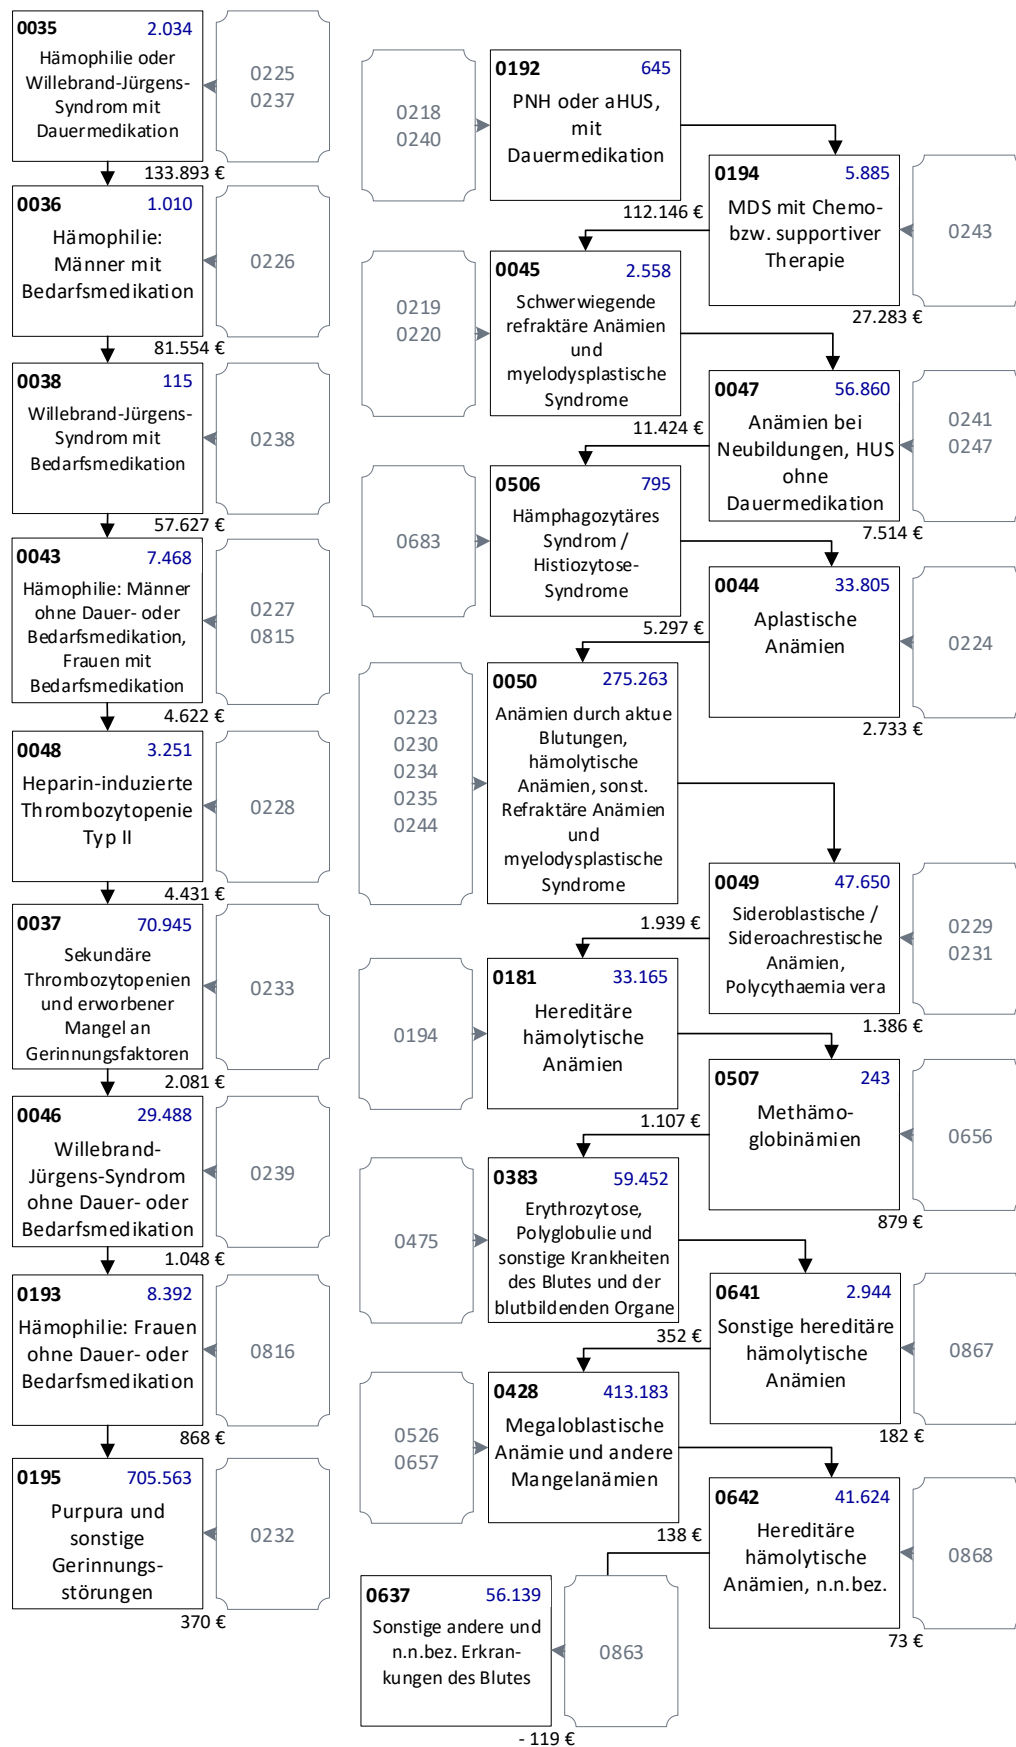 0035 2.034
Hämophilie oder
Willebrand-Jürgens-
Syndrom mit
Dauermedikation
0225
0237
133.893 €
0036 1.010
Hämophilie:
Männer mit
Bedarfsmedikation
0226
81.554 €
0038 115
Willebrand-Jürgens-
Syndrom mit
Bedarfsmedikation
0238
57.627 €
0043 7.468
Hämophilie: Männer
ohne Dauer- oder
Bedarfsmedikation,
Frauen mit
Bedarfsmedikation
0227
0815
4.622 €
0048 3.251
Heparin-induzierte
Thrombozytopenie
Typ II
0228
4.431 €
0037 70.945
Sekundäre
Thrombozytopenien
und erworbener
Mangel an
Gerinnungsfaktoren
0233
2.081 €
0046 29.488
Willebrand-
Jürgens-Syndrom
ohne Dauer- oder
Bedarfsmedikation
0239
1.048 €
0193 8.392
Hämophilie: Frauen
ohne Dauer- oder
Bedarfsmedikation
0816
868 €
0195 705.563
Purpura und
sonstige
Gerinnungs-
störungen
0232
370 €
0218
0240
0192 645
PNH oder aHUS,
mit
Dauermedikation
112.146 €
0194 5.885
MDS mit Chemo-
bzw. supportiver
Therapie
0243
27.283 €
0219
0220
0045 2.558
Schwerwiegende
refraktäre Anämien
und
myelodysplastische
Syndrome
11.424 €
0047 56.860
Anämien bei
Neubildungen, HUS
ohne
Dauermedikation
0241
0247
7.514 €
0683
0506 795
Hämphagozytäres
Syndrom /
Histiozytose-
Syndrome
5.297 €
0044 33.805
Aplastische
Anämien
0224
2.733 €
0223
0230
0234
0235
0244
0050 275.263
Anämien durch aktue
Blutungen,
hämolytische
Anämien, sonst.
Refraktäre Anämien
und
myelodysplastische
Syndrome
1.939 €
0049 47.650
Sideroblastische /
Sideroachrestische
Anämien,
Polycythaemia vera
0229
0231
1.386 €
0194
0181 33.165
Hereditäre
hämolytische
Anämien
1.107 €
0507 243
Methämo-
globinämien
0656
879 €
0475
0383 59.452
Erythrozytose,
Polyglobulie und
sonstige Krankheiten
des Blutes und der
blutbildenden Organe
352 €
0641 2.944
Sonstige hereditäre
hämolytische
Anämien
0867
182 €
0526
0657
0428 413.183
Megaloblastische
Anämie und andere
Mangelanämien
138 €
0642 41.624
Hereditäre
hämolytische
Anämien, n.n.bez.
0868
73 €
0637 56.139
Sonstige andere und
n.n.bez. Erkran-
kungen des Blutes
0863
- 119 €